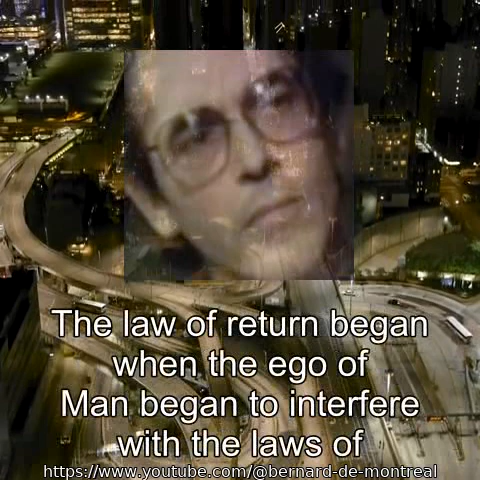 The law of return began
when the ego of
Man began to interfere
with the laws of
https://www.youtube.com/@bernard-de-montreal